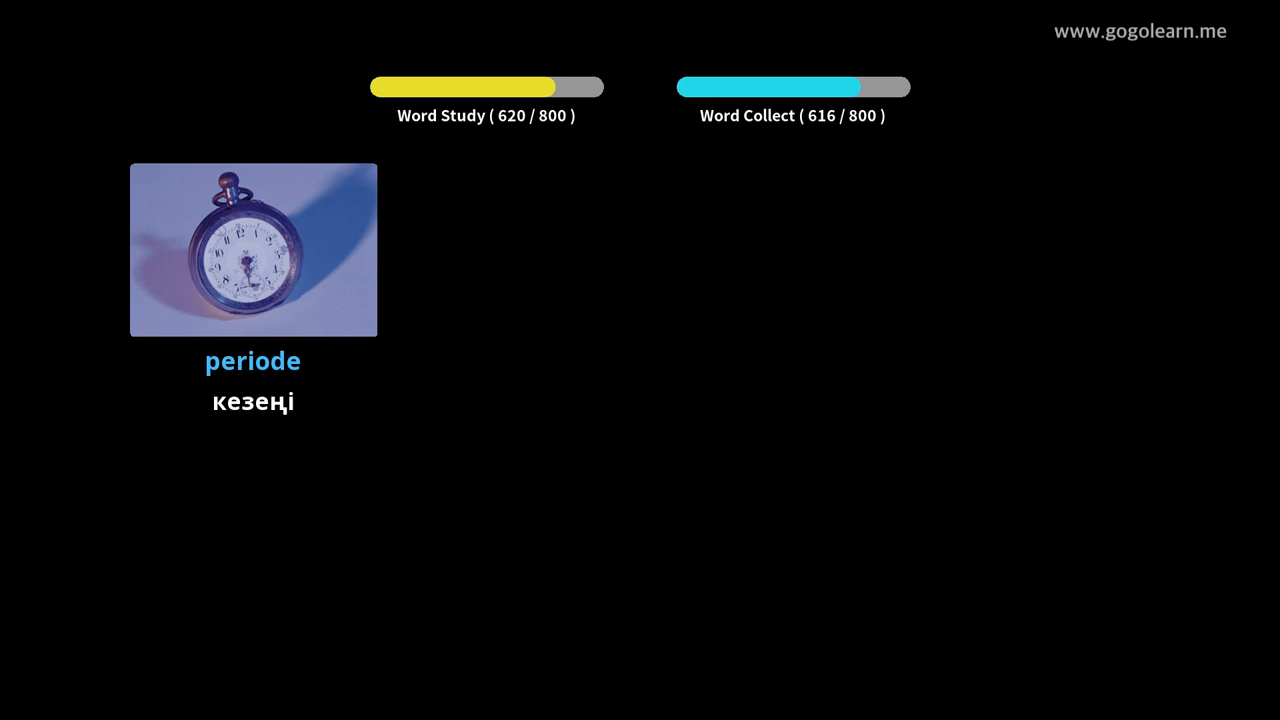 www.gogolearn.me
Word Study ( 620 / 800 )
Word Collect ( 616 / 800 )
periode
кезеңі